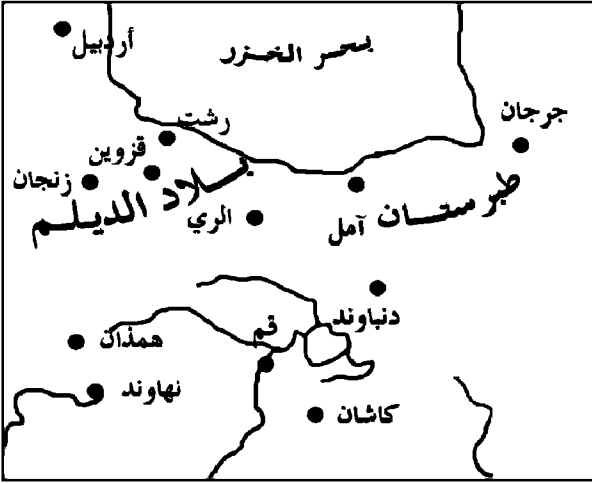 أردبيل
بحر الخزر
رشت
جرجان
قزوين
زنجان
بلاد الديلم
الري
آمل
طبرستان
دنباوند
قم
همذان
نهاوند
كاشان